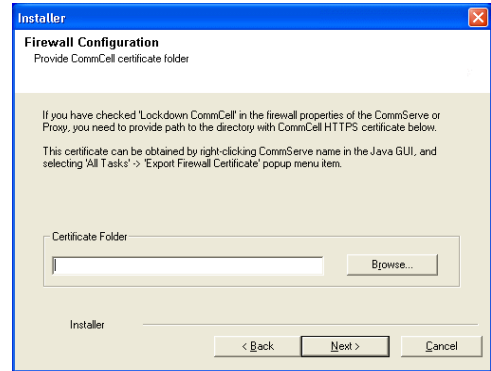 Installer
Firewall Configuration
Provide CommCell certificate folder
If you have checked 'Lockdown CommCell' in the firewall properties of the CommServe or
Proxy, you need to provide path to the directory with CommCell HTTPS certificate below.
This certificate can be obtained by right-clicking CommServe name in the Java GUI, and
selecting 'All Tasks' -> 'Export Firewall Certificate' popup menu item.
Certificate Folder
Browse...
Installer
< Back
Next >
Cancel